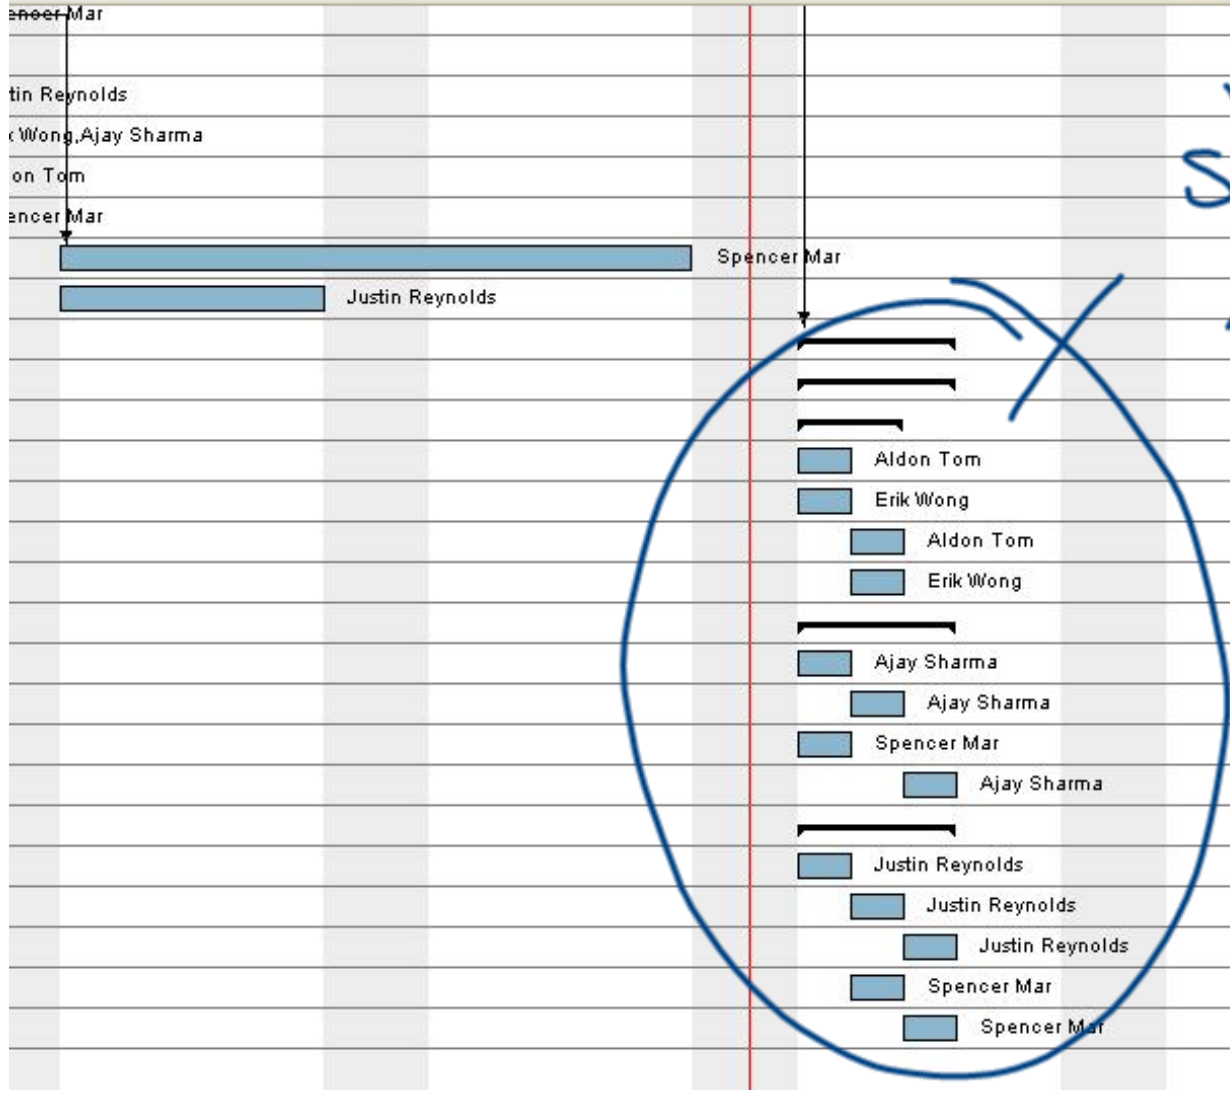 encer Mar
tin Reynolds
Wong,Ajay Sharma
on Tom
encer Mar
Spencer Mar
Justin Reynolds
Aldon Tom
Erik Wong
Aldon Tom
Erik Wong
Ajay Sharma
Ajay Sharma
Spencer Mar
Ajay Sharma
Justin Reynolds
Justin Reynolds
Justin Reynolds
Spencer Mar
Spencer Mar